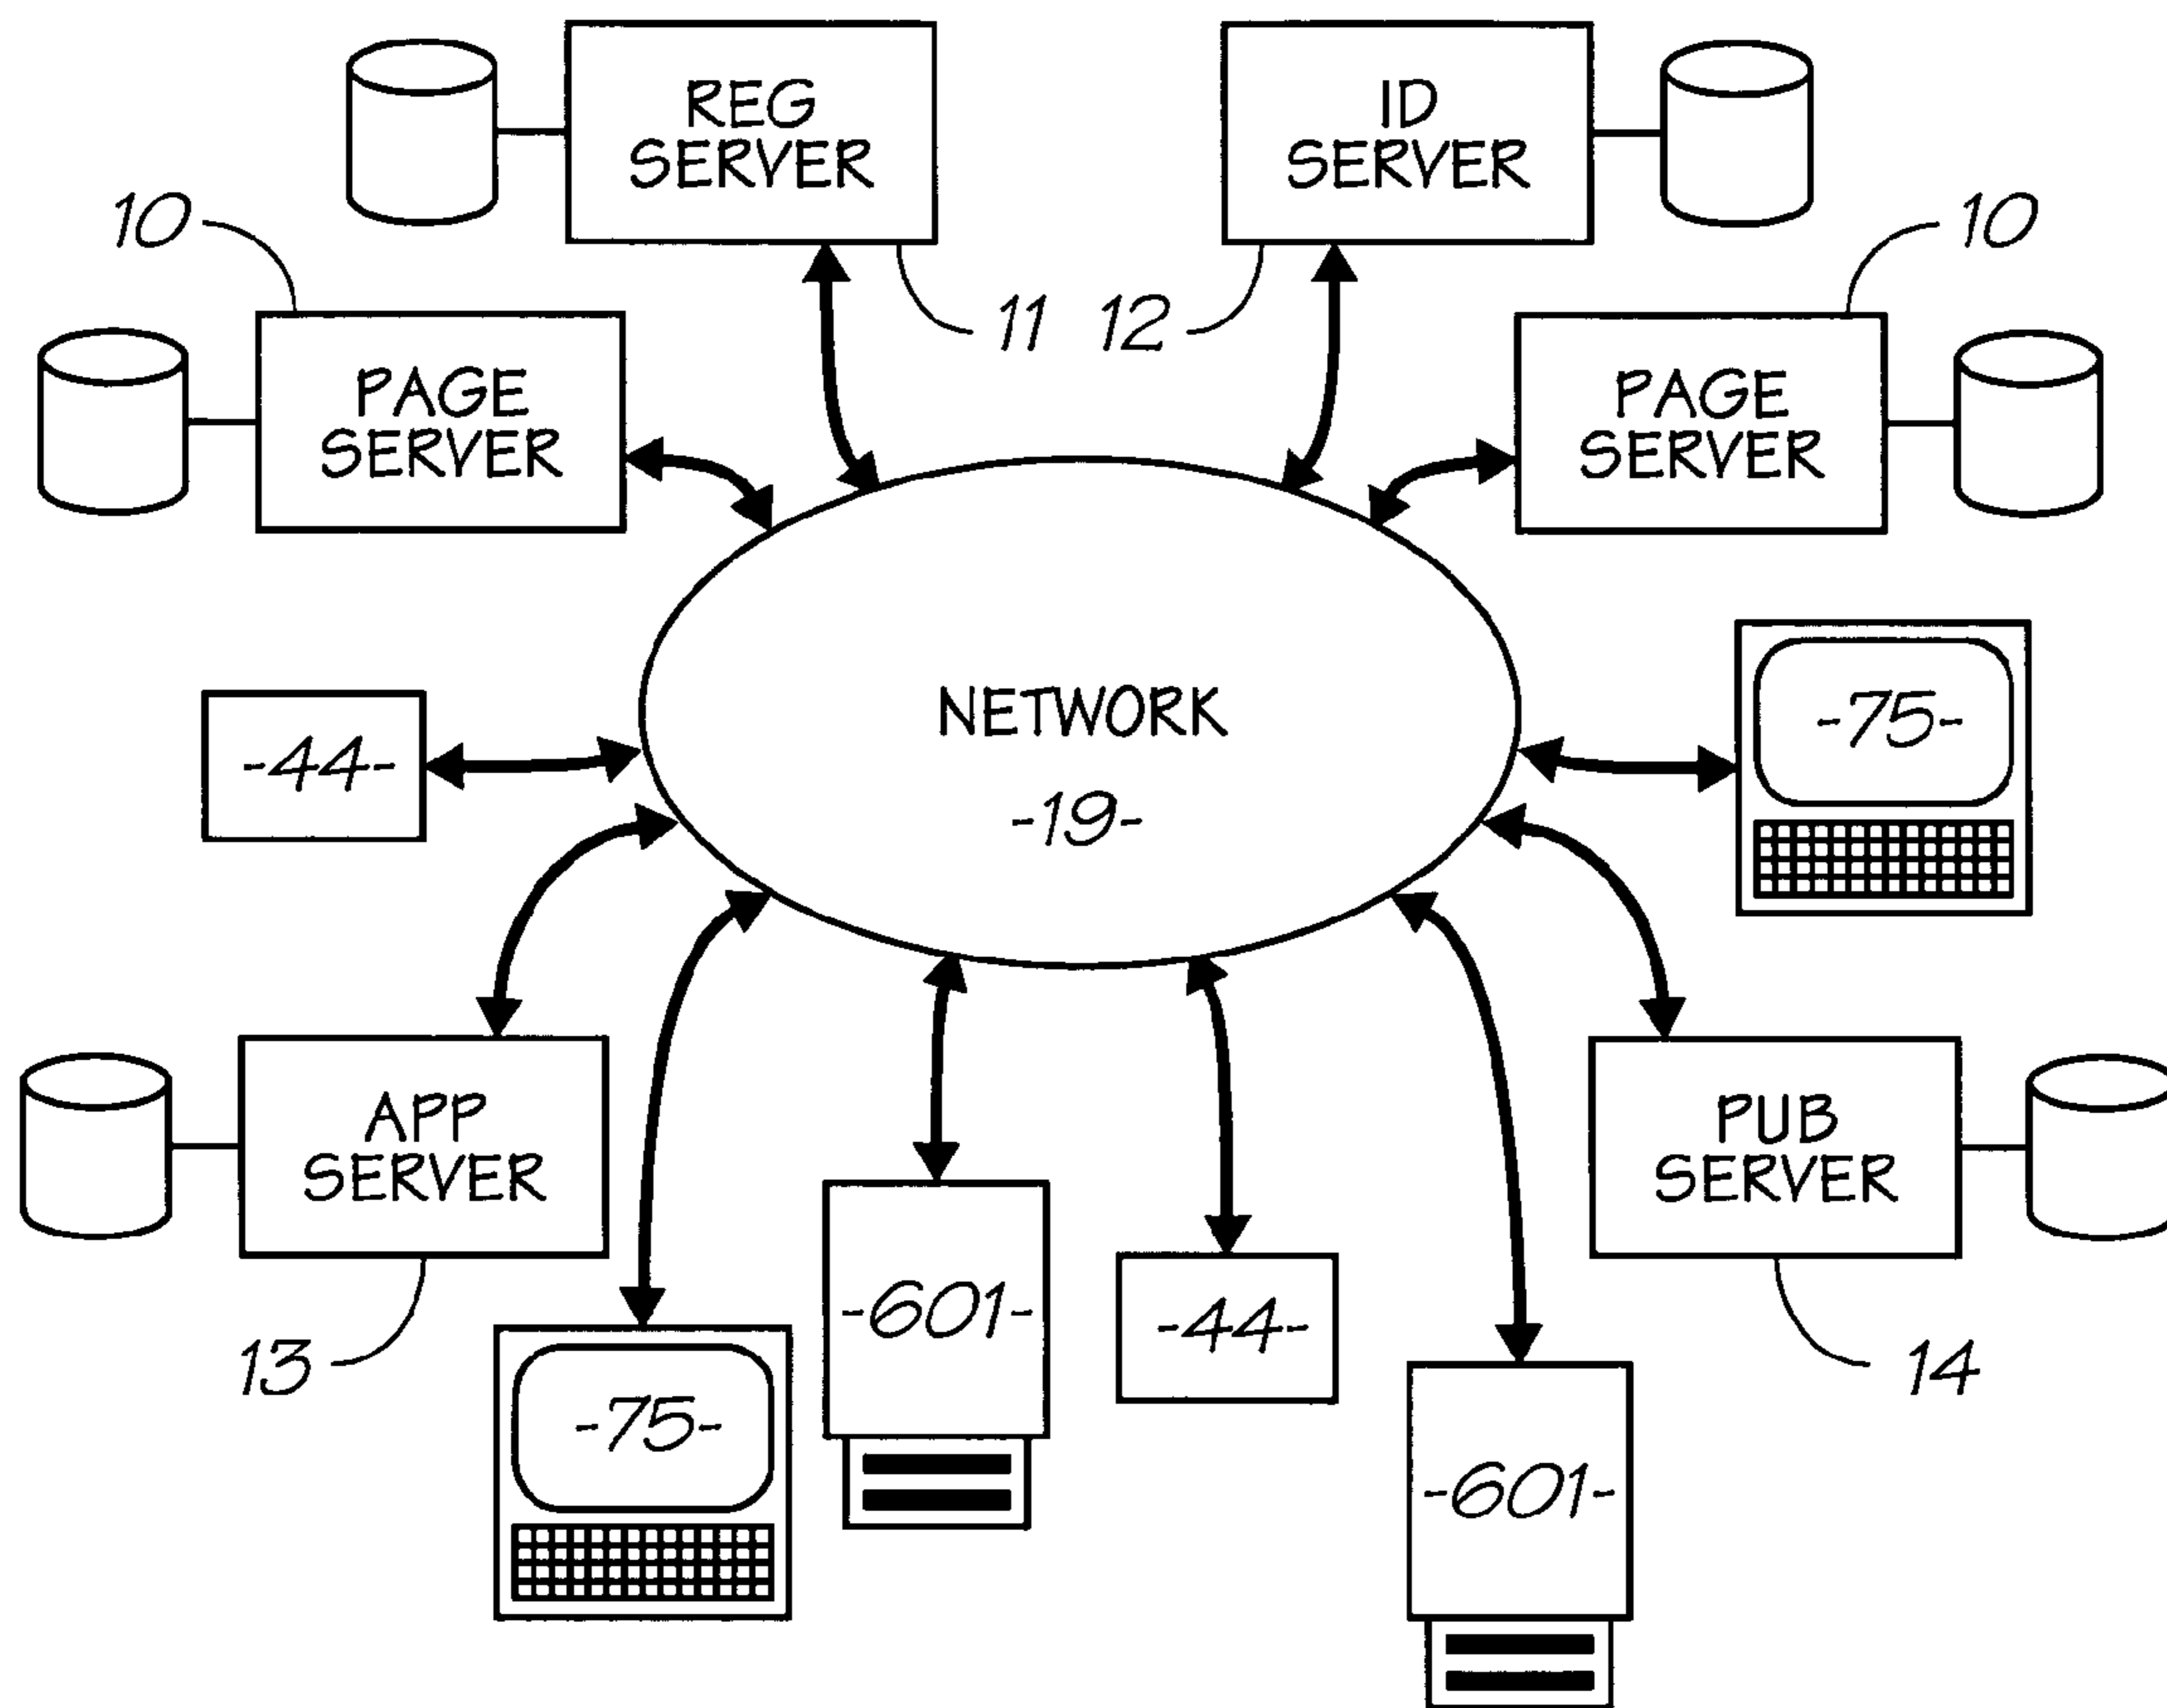 REG
SERVER
ID
SERVER
10
10
11
12
PAGE
SERVER
PAGE
SERVER
NETWORK
-19-
-75-
-44-
APP
SERVER
PUB
SERVER
-601-
-44-
13
14
-75-
-601-